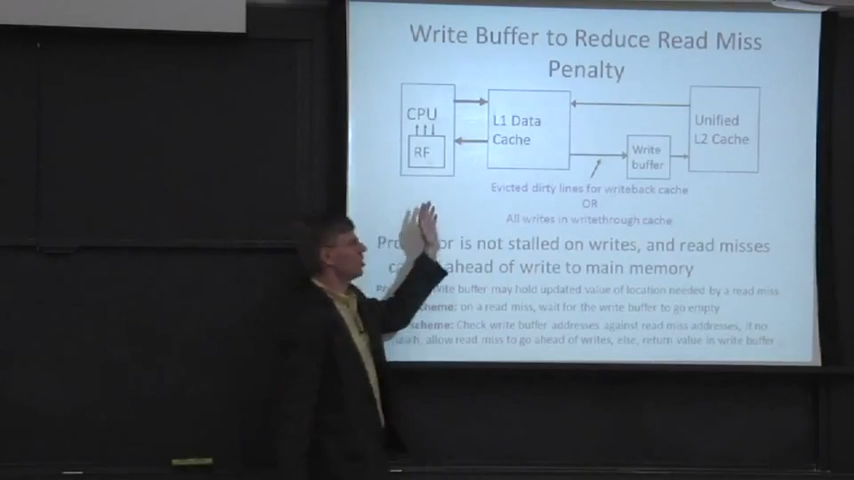 Write Buffer to Reduce Read Miss
Penalty
CPU
RF
L1 Data
Cache
Write
buffer
Unified
L2 Cache
Evicted dirty lines for writeback cache
OR
All writes in writethrough cache
is not stalled on writes, and read misses
ahead of write to main memory
buffer may hold updated value of location needed by a read miss
on a read miss, wait for the write buffer to go empty
scheme: Check write buffer addresses against read miss addresses, if no
allow read miss to go ahead of writes, else, return value in write buffer